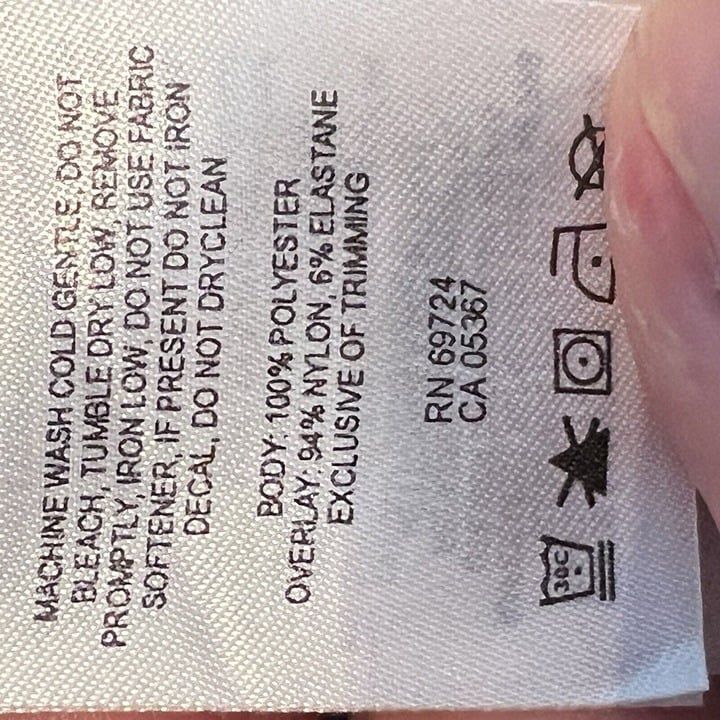 MACHINE WASH COLD GENTLE, DO NOT
BLEACH, TUMBLE DRY LOW, REMOVE
PROMPTLY, IRON LOW, DO NOT USE FABRIC
SOFTENER, IF PRESENT DO NOT IRON
DECAL, DO NOT DRYCLEAN
BODY: 100% POLYESTER
OVERLAY: 94% NYLON, 6% ELASTANE
EXCLUSIVE OF TRIMMING
RN 69724
CA 05367
30C